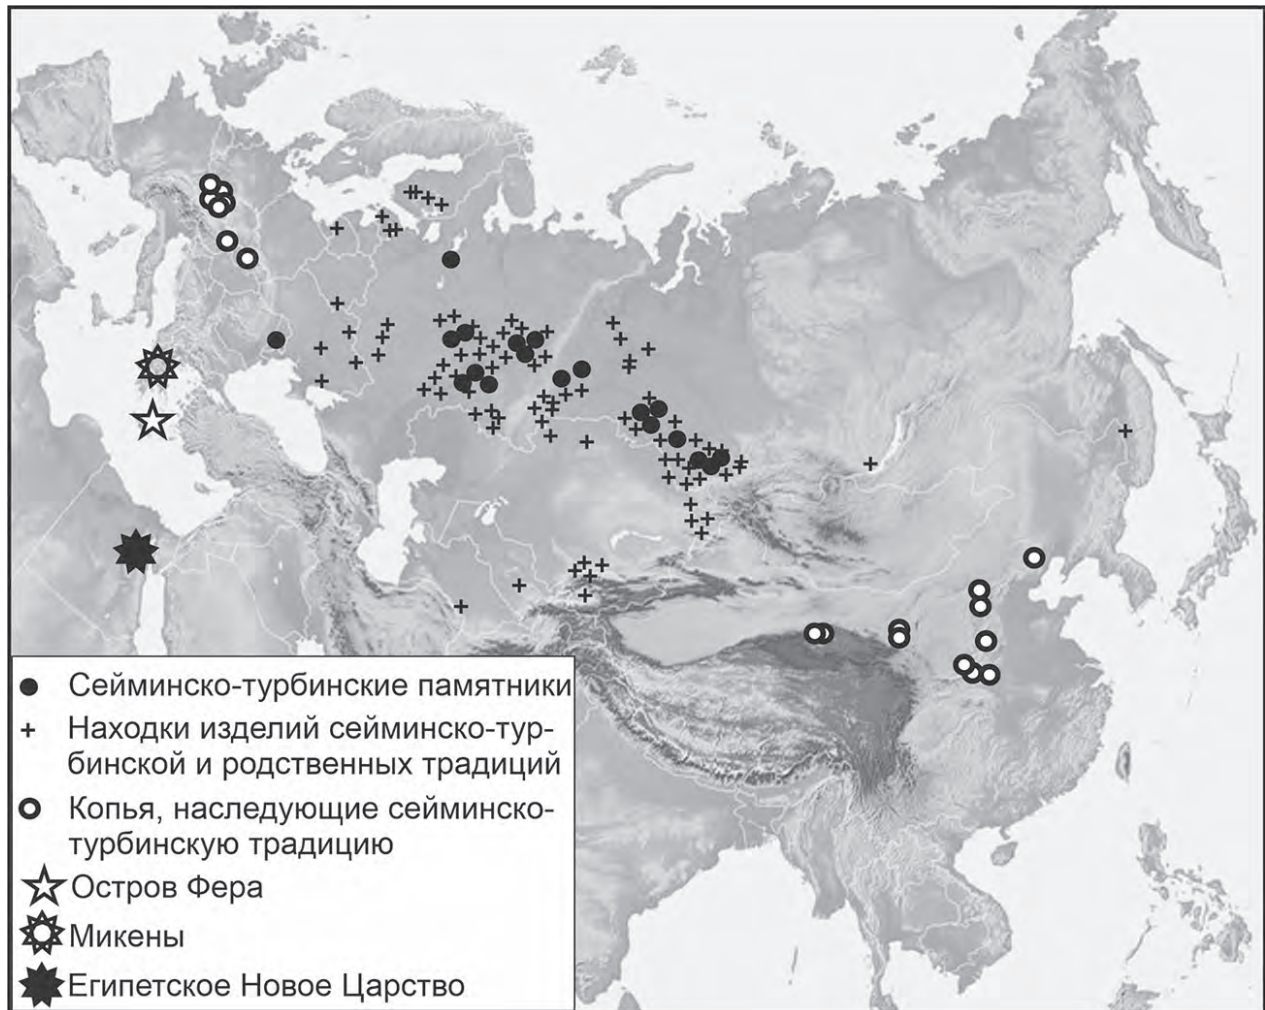 Сейминско-турбинские памятники
Находки изделий сейминско-тур-
бинской и родственных традиций
Копья, наследующие сейминско-
турбинскую традицию
Остров Фера
Микены
Египетское Новое Царство